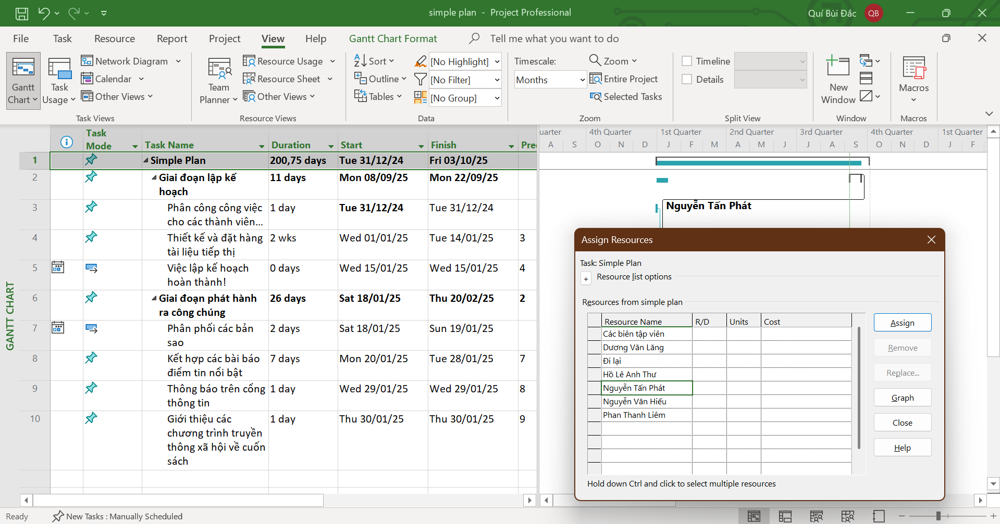 simple plan - Project Professional
Quí Bùi Đắc
QB
File Task Resource Report Project View Help Gantt Chart Format Tell me what you want to do
Gantt Chart
Task Usage
Network Diagram
Calendar
Other Views
Task Views
Team Planner
Resource Usage
Resource Sheet
Other Views
Resource Views
Sort
Outline
Tables
[No Highlight]
[No Filter]
[No Group]
Data
Timescale:
Months
Zoom
Entire Project
Selected Tasks
Zoom
Timeline
Details
Split View
New Window
Window
Macros
Macros
GANTT CHART
Task Mode Task Name Duration Start Finish Pre
1 Simple Plan 200,75 days Tue 31/12/24 Fri 03/10/25
2 Giai đoạn lập kế 11 days Mon 08/09/25 Mon 22/09/25
hoạch
3 Phân công công việc 1 day Tue 31/12/24 Tue 31/12/24
cho các thành viên...
4 Thiết kế và đặt hàng 2 wks Wed 01/01/25 Tue 14/01/25 3
tài liệu tiếp thị
5 Việc lập kế hoạch 0 days Wed 15/01/25 Wed 15/01/25 4
hoàn thành!
6 Giai đoạn phát hành 26 days Sat 18/01/25 Thu 20/02/25 2
ra công chúng
7 Phân phối các bản 2 days Sat 18/01/25 Sun 19/01/25
sao
8 Kết hợp các bài báo 7 days Mon 20/01/25 Tue 28/01/25 7
điểm tin nổi bật
9 Thông báo trên cổng 1 day Wed 29/01/25 Wed 29/01/25 8
thông tin
10 Giới thiệu các 1 day Thu 30/01/25 Thu 30/01/25 9
chương trình truyền
thông xã hội về cuốn
sách
uarter 4th Quarter 1st Quarter 2nd Quarter 3rd Quarter 4th Quarter 1st Quarter
A S O N D J F M A M J J A S O N D J F
Nguyễn Tấn Phát
Assign Resources
Task: Simple Plan
+ Resource list options
Resources from simple plan
Resource Name R/D Units Cost
Các biên tập viên
Dương Văn Lăng
Đi lại
Hồ Lê Anh Thư
Nguyễn Tấn Phát
Nguyễn Văn Hiếu
Phan Thanh Liêm
Assign
Remove
Replace...
Graph
Close
Help
Hold down Ctrl and click to select multiple resources
Ready New Tasks : Manually Scheduled